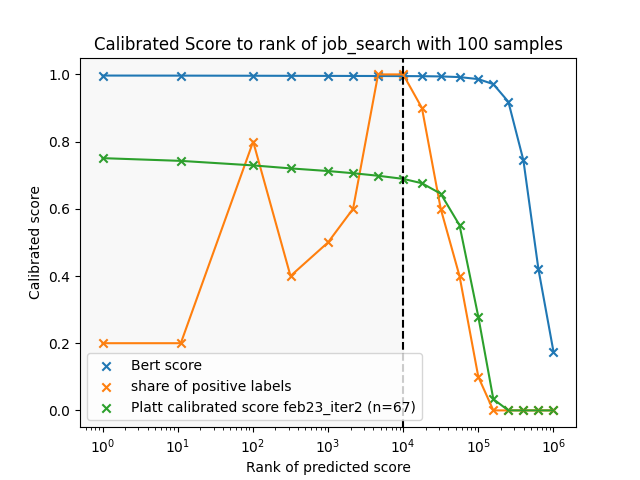 Calibrated Score to rank of job_search with 100 samples
Calibrated score
1.0
0.8
0.6
0.4
0.2
0.0
Bert score
share of positive labels
Platt calibrated score feb23_iter2 (n=67)
10^0
10^1
10^2
10^3
10^4
10^5
10^6
Rank of predicted score